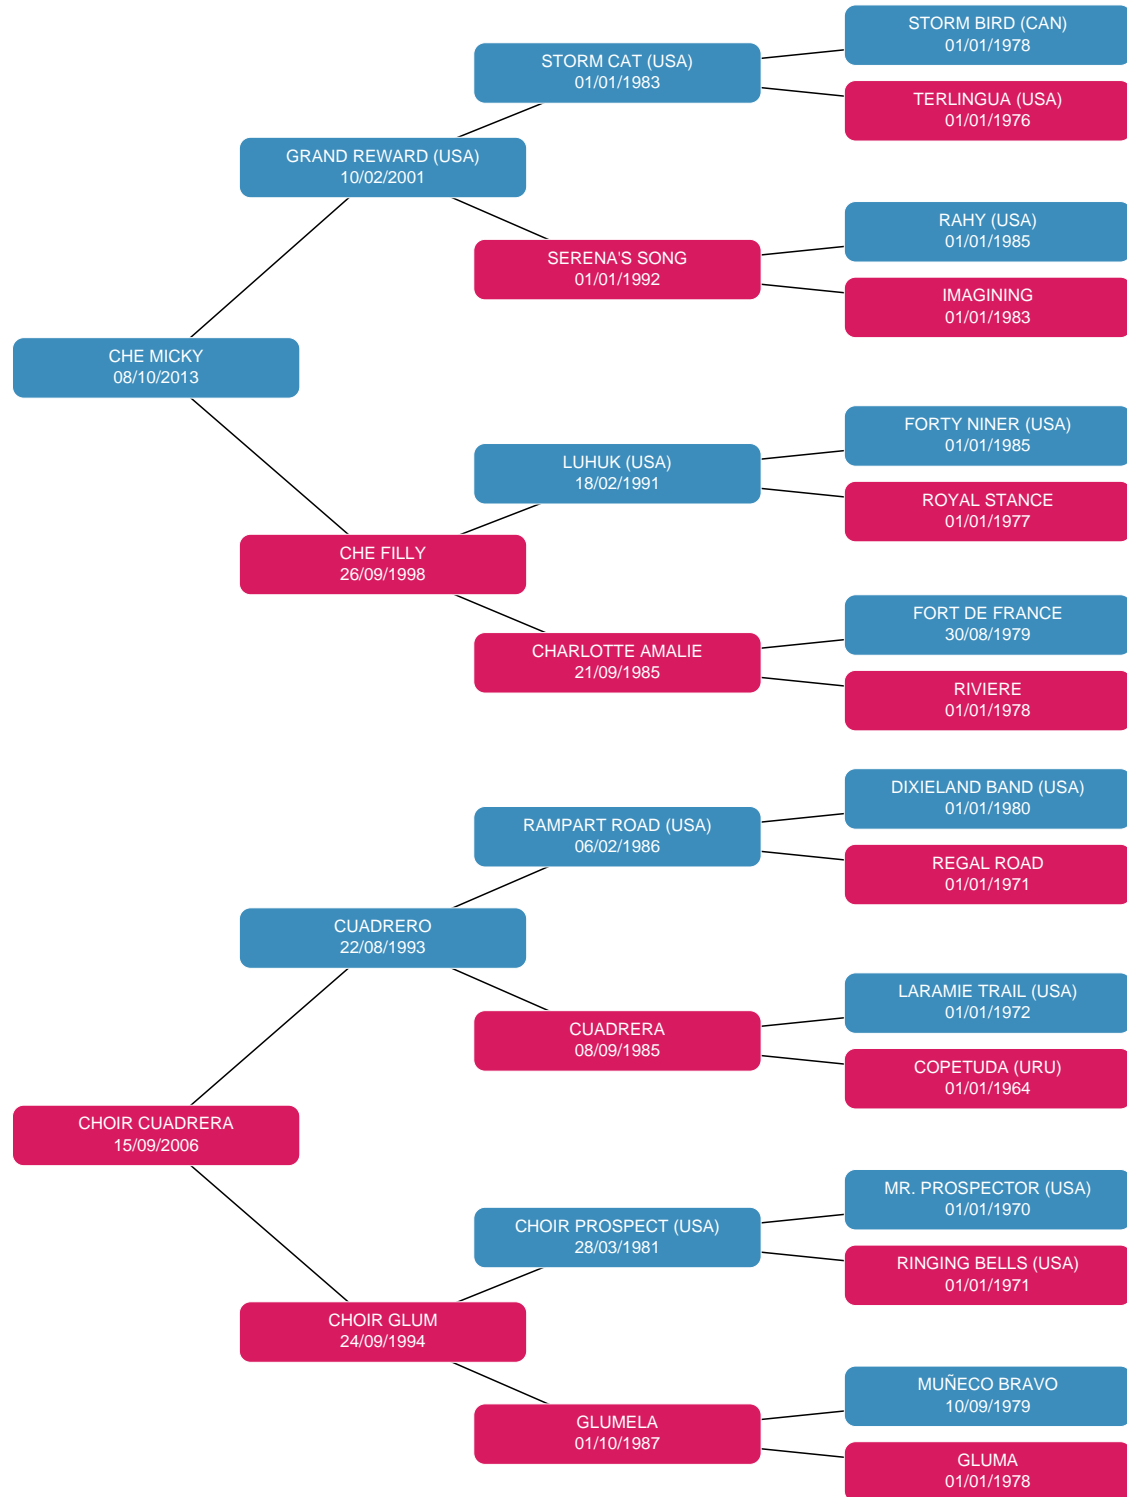 STORM BIRD (CAN)
01/01/1978
STORM CAT (USA)
01/01/1983
TERLINGUA (USA)
01/01/1976
GRAND REWARD (USA)
10/02/2001
RAHY (USA)
01/01/1985
SERENA'S SONG
01/01/1992
IMAGINING
01/01/1983
CHE MICKY
08/10/2013
FORTY NINER (USA)
01/01/1985
LUHUK (USA)
18/02/1991
ROYAL STANCE
01/01/1977
CHE FILLY
26/09/1998
FORT DE FRANCE
30/08/1979
CHARLOTTE AMALIE
21/09/1985
RIVIERE
01/01/1978
DIXIELAND BAND (USA)
01/01/1980
RAMPART ROAD (USA)
06/02/1986
REGAL ROAD
01/01/1971
CUADRERO
22/08/1993
LARAMIE TRAIL (USA)
01/01/1972
CUADRERA
08/09/1985
COPETUDA (URU)
01/01/1964
CHOIR CUADRERA
15/09/2006
MR. PROSPECTOR (USA)
01/01/1970
CHOIR PROSPECT (USA)
28/03/1981
RINGING BELLS (USA)
01/01/1971
CHOIR GLUM
24/09/1994
MUÑECO BRAVO
10/09/1979
GLUMELA
01/10/1987
GLUMA
01/01/1978